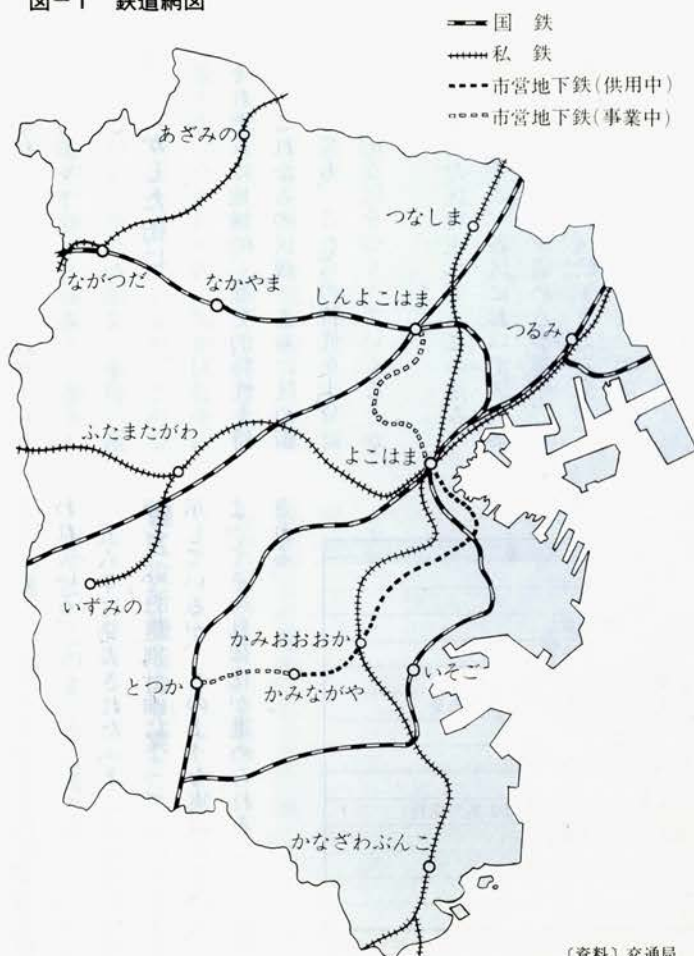 図-1 鉄道網図
国鉄
私鉄
市営地下鉄(供用中)
市営地下鉄(事業中)
あざみの
つなしま
ながつだ
なかやま
しんよこはま
つるみ
ふたまたがわ
よこはま
いずみの
かみおおおか
とつか
かみながや
いそご
かなざわぶんこ
〔資料〕交通局